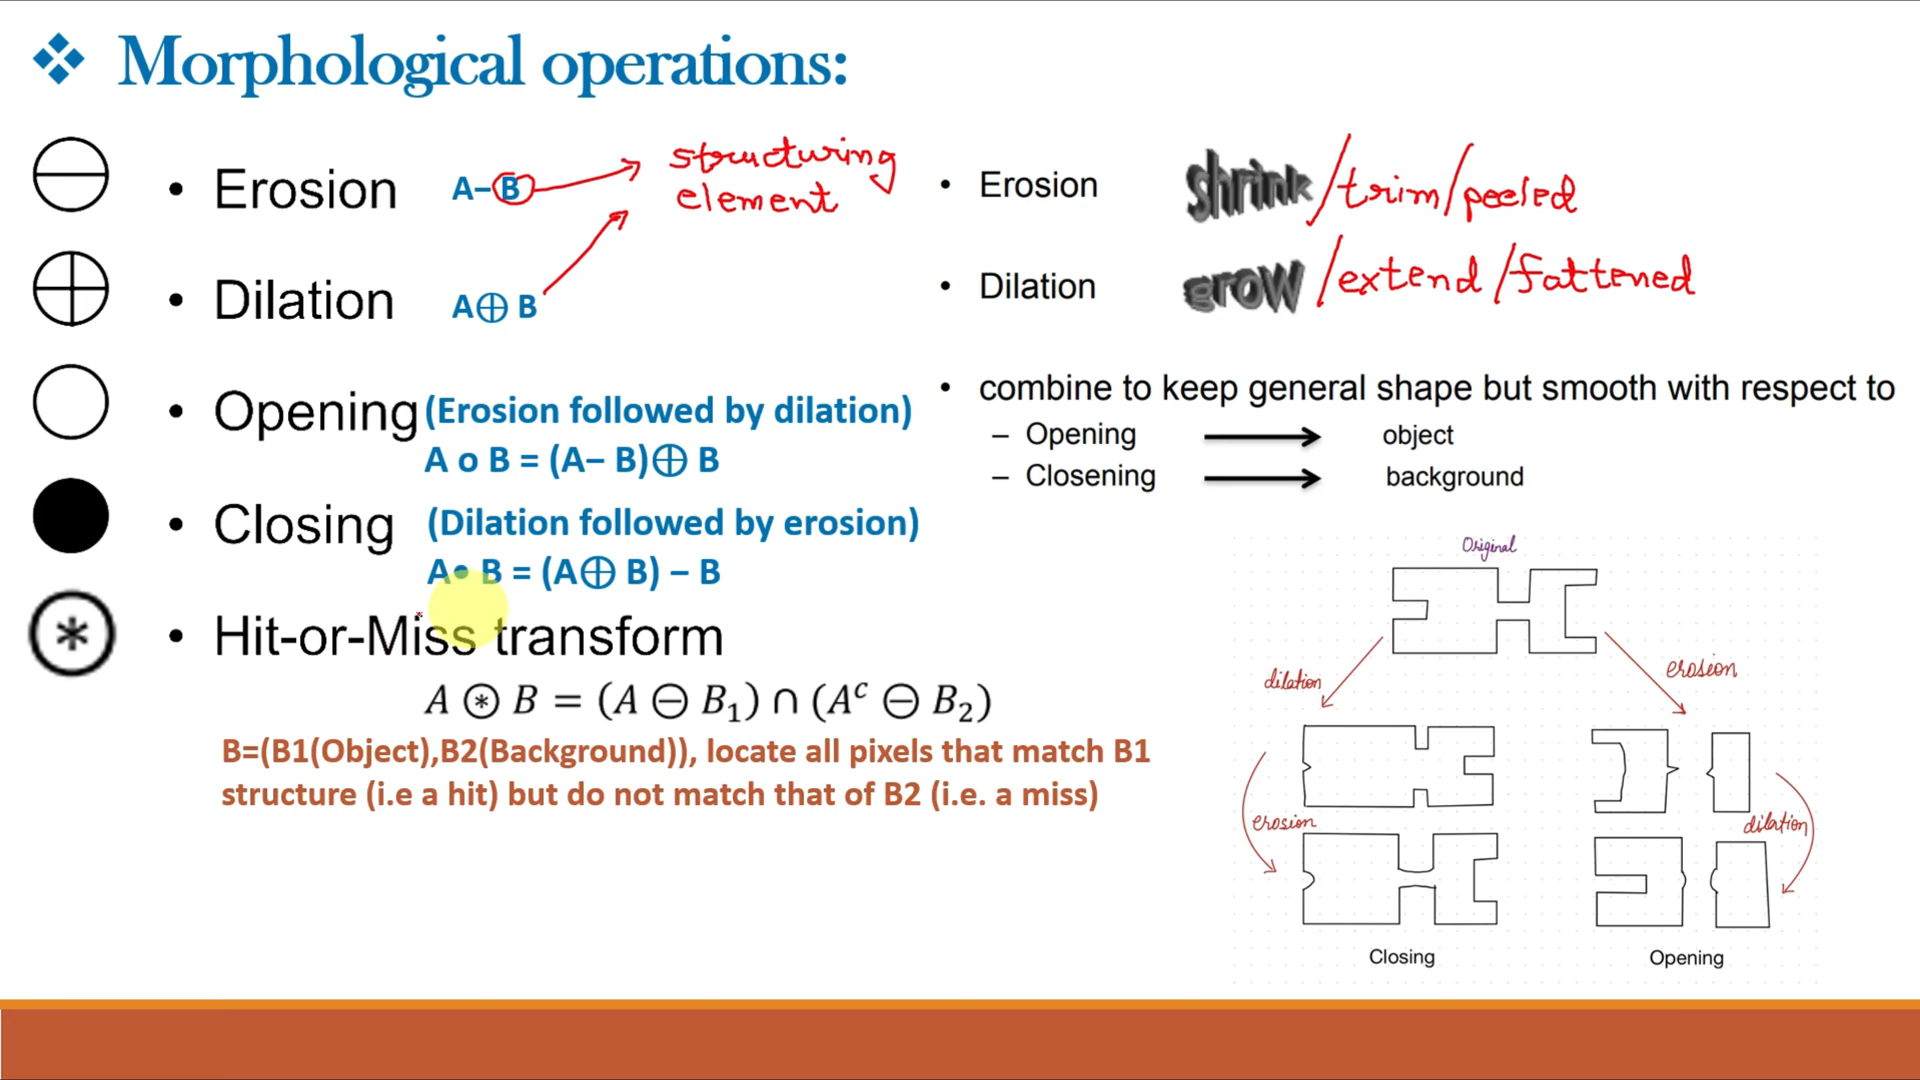 ❖ Morphological operations:
• Erosion A–B
structuring
element
• Dilation A⊕ B
• Opening (Erosion followed by dilation)
A o B = (A– B)⊕ B
• Closing (Dilation followed by erosion)
A• B = (A⊕ B) – B
• Hit-or-Miss transform
A ⊛ B = (A ⊖ B₁) ∩ (Aᶜ ⊖ B₂)
B=(B1(Object),B2(Background)), locate all pixels that match B1
structure (i.e a hit) but do not match that of B2 (i.e. a miss)
• Erosion shrink /trim/peeled
• Dilation grow /extend/fattened
• combine to keep general shape but smooth with respect to
– Opening → object
– Closening → background
Original
dilation
erosion
erosion
dilation
Closing
Opening